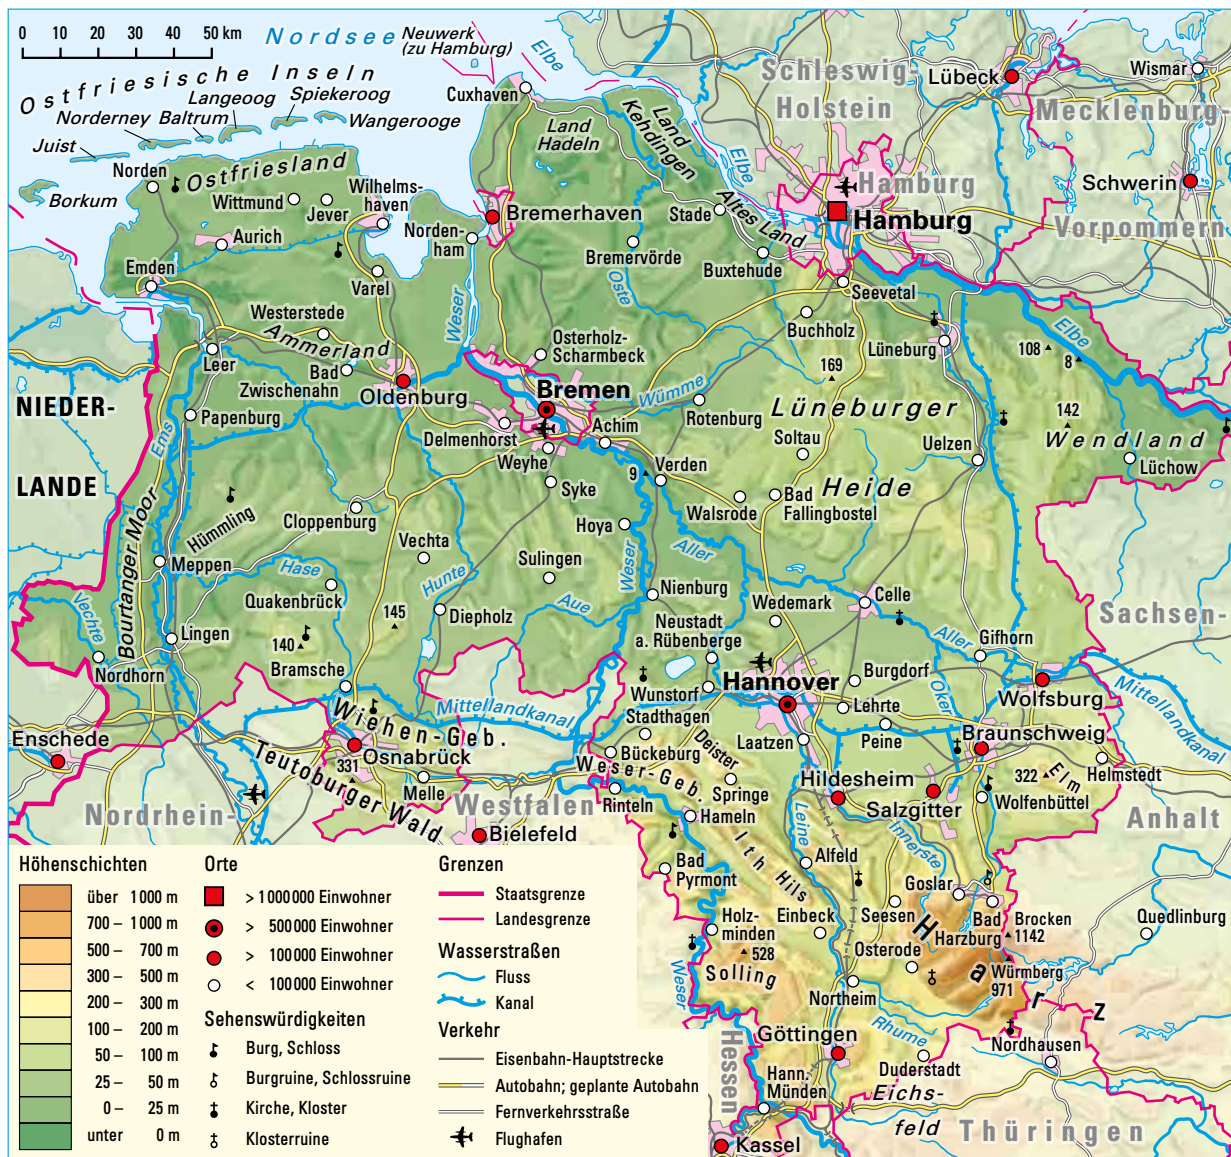 0 10 20 30 40 50 km
Nordsee
Neuwerk
(zu Hamburg)
Elbe
Ostfriesische Inseln
Langeoog
Spiekeroog
Norderney
Baltrum
Wangerooge
Juist
Borkum
Cuxhaven
Land
Hadeln
Land
Kehdingen
Elbe
Altes Land
Schleswig-
Holstein
Lübeck
Wismar
Mecklenburg-
Schwerin
Vorpommern
Hamburg
Hamburg
Norden
Ostfriesland
Wittmund
Jever
Wilhelms-
haven
Aurich
Emden
Varel
Bremerhaven
Norden-
ham
Stade
Bremervörde
Buxtehude
Oste
Seevetal
Buchholz
Westerstede
Ammerland
Weser
Osterholz-
Scharmbeck
Leer
Bad
Zwischenahn
Oldenburg
Bremen
Wümme
169
Lüneburg
108
Elbe
8
NIEDER-
LANDE
Papenburg
Ems
Delmenhorst
Achim
Weyhe
Rotenburg
Lüneburger
Heide
Soltau
Uelzen
142
Wendland
Lüchow
Syke
9
Verden
Walsrode
Bad
Fallingbostel
Bourtanger Moor
Hümmling
Cloppenburg
Hoya
Vechta
Sulingen
Weser
Aller
Meppen
Hase
Quakenbrück
Hunte
Diepholz
Aue
Nienburg
Wedemark
Celle
Vechte
Lingen
145
140
Neustadt
a. Rübenberge
Aller
Gifhorn
Sachsen-
Anhalt
Nordhorn
Bramsche
Wunstorf
Hannover
Burgdorf
Oker
Wolfsburg
Mittellandkanal
Mittellandkanal
Enschede
Wiehen-Geb.
Stadthagen
Lehrte
Braunschweig
Osnabrück
331
Teutoburger Wald
Melle
Bückeburg
Deister
Laatzen
Peine
Helmstedt
322
Elm
Weser-Geb.
Hildesheim
Salzgitter
Wolfenbüttel
Nordrhein-
Westfalen
Rinteln
Springe
Bielefeld
Hameln
Leine
Innerste
Ith
Hils
Alfeld
Bad
Pyrmont
Goslar
Holz-
minden
Einbeck
Seesen
Harz
Bad
Harzburg
Brocken
1142
Quedlinburg
528
Solling
Osterode
Würmberg
971
Weser
Northeim
Göttingen
Rhume
Nordhausen
Hessen
Duderstadt
Hann.
Münden
Eichs-
feld
Kassel
Thüringen
Höhenschichten
über 1000 m
700 – 1000 m
500 – 700 m
300 – 500 m
200 – 300 m
100 – 200 m
50 – 100 m
25 – 50 m
0 – 25 m
unter 0 m
Orte
> 1000000 Einwohner
> 500000 Einwohner
> 100000 Einwohner
< 100000 Einwohner
Sehenswürdigkeiten
Burg, Schloss
Burgruine, Schlossruine
Kirche, Kloster
Klosterruine
Grenzen
Staatsgrenze
Landesgrenze
Wasserstraßen
Fluss
Kanal
Verkehr
Eisenbahn-Hauptstrecke
Autobahn; geplante Autobahn
Fernverkehrsstraße
Flughafen